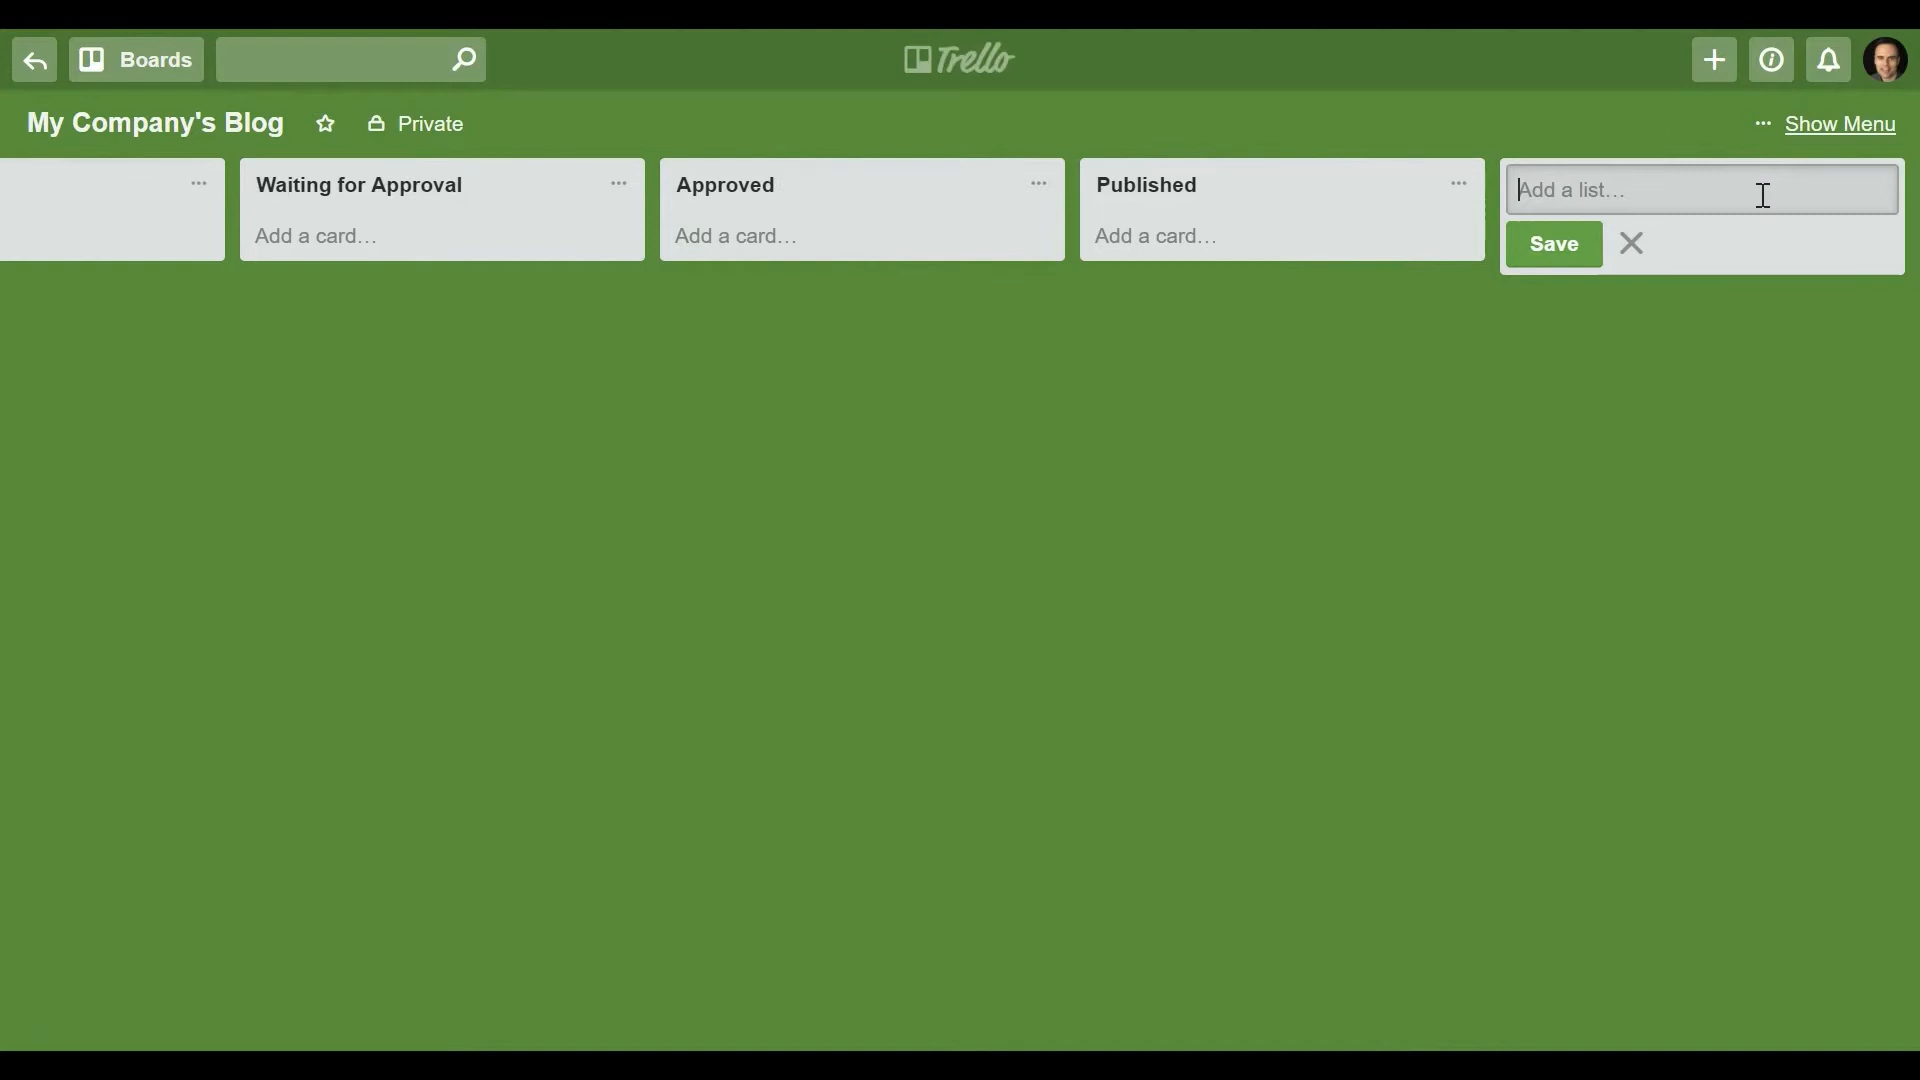 Boards
Trello
My Company's Blog
Private
... Show Menu
...
Waiting for Approval ...
Approved ...
Published ...
Add a list…
Add a card…
Add a card…
Add a card…
Save